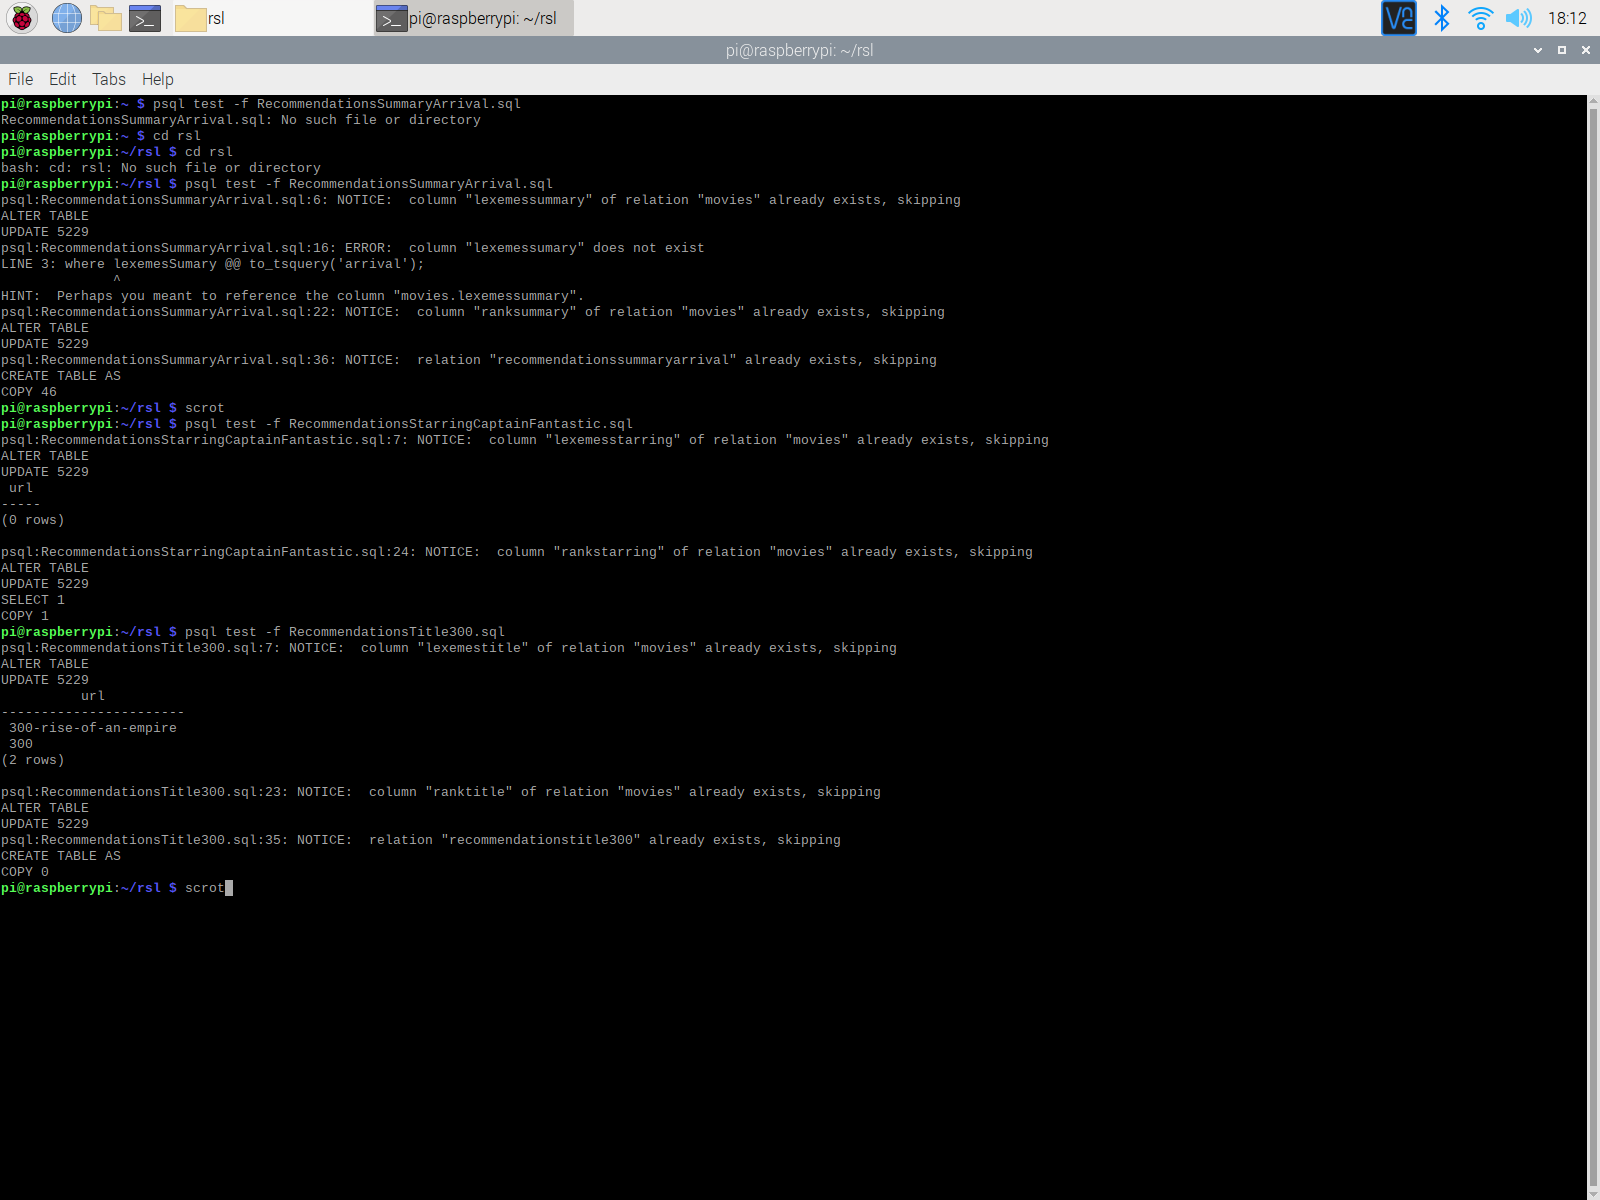 rsl
pi@raspberrypi: ~/rsl
VNC
18:12
pi@raspberrypi: ~/rsl
File Edit Tabs Help
pi@raspberrypi:~ $ psql test -f RecommendationsSummaryArrival.sql
RecommendationsSummaryArrival.sql: No such file or directory
pi@raspberrypi:~ $ cd rsl
pi@raspberrypi:~/rsl $ cd rsl
bash: cd: rsl: No such file or directory
pi@raspberrypi:~/rsl $ psql test -f RecommendationsSummaryArrival.sql
psql:RecommendationsSummaryArrival.sql:6: NOTICE:  column "lexemessummary" of relation "movies" already exists, skipping
ALTER TABLE
UPDATE 5229
psql:RecommendationsSummaryArrival.sql:16: ERROR:  column "lexemessumary" does not exist
LINE 3: where lexemesSumary @@ to_tsquery('arrival');
              ^
HINT:  Perhaps you meant to reference the column "movies.lexemessummary".
psql:RecommendationsSummaryArrival.sql:22: NOTICE:  column "ranksummary" of relation "movies" already exists, skipping
ALTER TABLE
UPDATE 5229
psql:RecommendationsSummaryArrival.sql:36: NOTICE:  relation "recommendationssummaryarrival" already exists, skipping
CREATE TABLE AS
COPY 46
pi@raspberrypi:~/rsl $ scrot
pi@raspberrypi:~/rsl $ psql test -f RecommendationsStarringCaptainFantastic.sql
psql:RecommendationsStarringCaptainFantastic.sql:7: NOTICE:  column "lexemesstarring" of relation "movies" already exists, skipping
ALTER TABLE
UPDATE 5229
 url
-----
(0 rows)
psql:RecommendationsStarringCaptainFantastic.sql:24: NOTICE:  column "rankstarring" of relation "movies" already exists, skipping
ALTER TABLE
UPDATE 5229
SELECT 1
COPY 1
pi@raspberrypi:~/rsl $ psql test -f RecommendationsTitle300.sql
psql:RecommendationsTitle300.sql:7: NOTICE:  column "lexemestitle" of relation "movies" already exists, skipping
ALTER TABLE
UPDATE 5229
          url
-----------------------
 300-rise-of-an-empire
 300
(2 rows)
psql:RecommendationsTitle300.sql:23: NOTICE:  column "ranktitle" of relation "movies" already exists, skipping
ALTER TABLE
UPDATE 5229
psql:RecommendationsTitle300.sql:35: NOTICE:  relation "recommendationstitle300" already exists, skipping
CREATE TABLE AS
COPY 0
pi@raspberrypi:~/rsl $ scrot